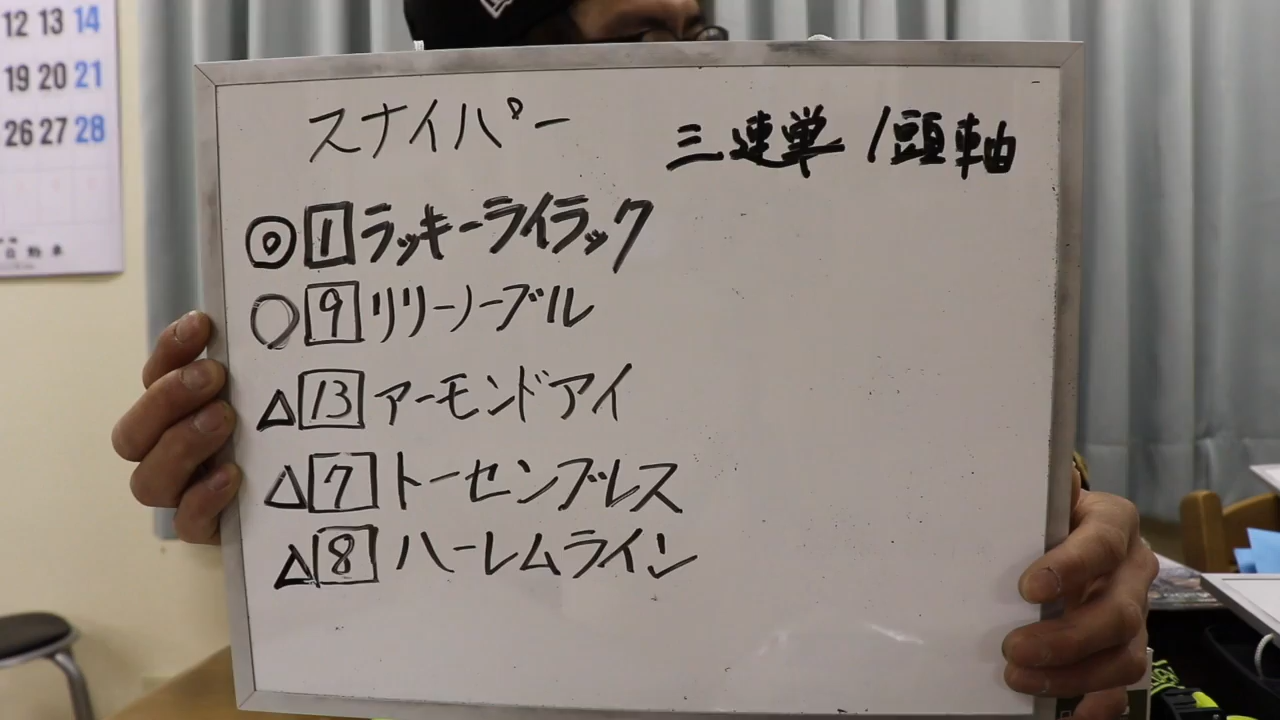 12 13 14
19 20 21
26 27 28
スナイパー 三連単 1頭軸
◎ 1 ラッキーライラック
○ 9 リリーノーブル
△ 13 アーモンドアイ
△ 7 トーセンブレス
△ 8 ハーレムライン